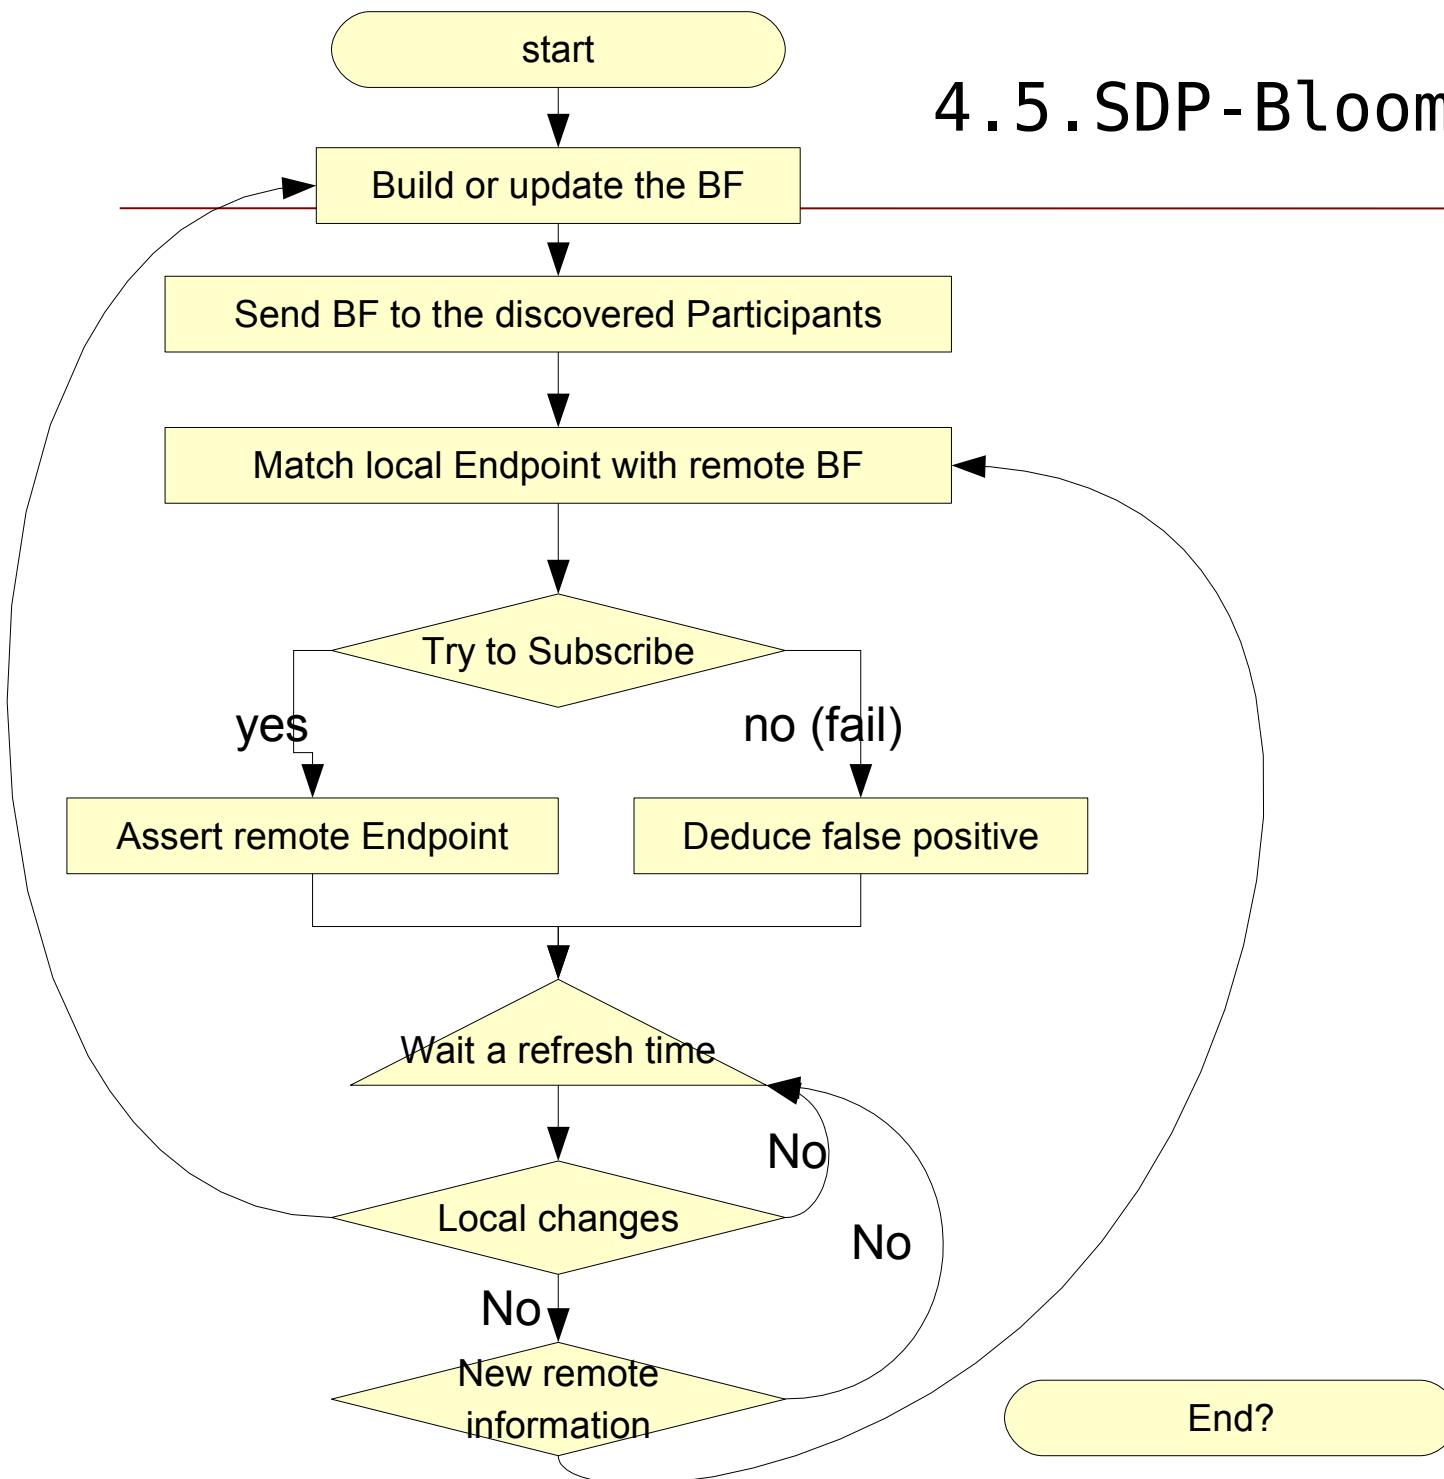 start
4.5.SDP-Bloom
Build or update the BF
Send BF to the discovered Participants
Match local Endpoint with remote BF
Try to Subscribe
yes
no (fail)
Assert remote Endpoint
Deduce false positive
Wait a refresh time
No
Local changes
No
No
New remote
information
End?